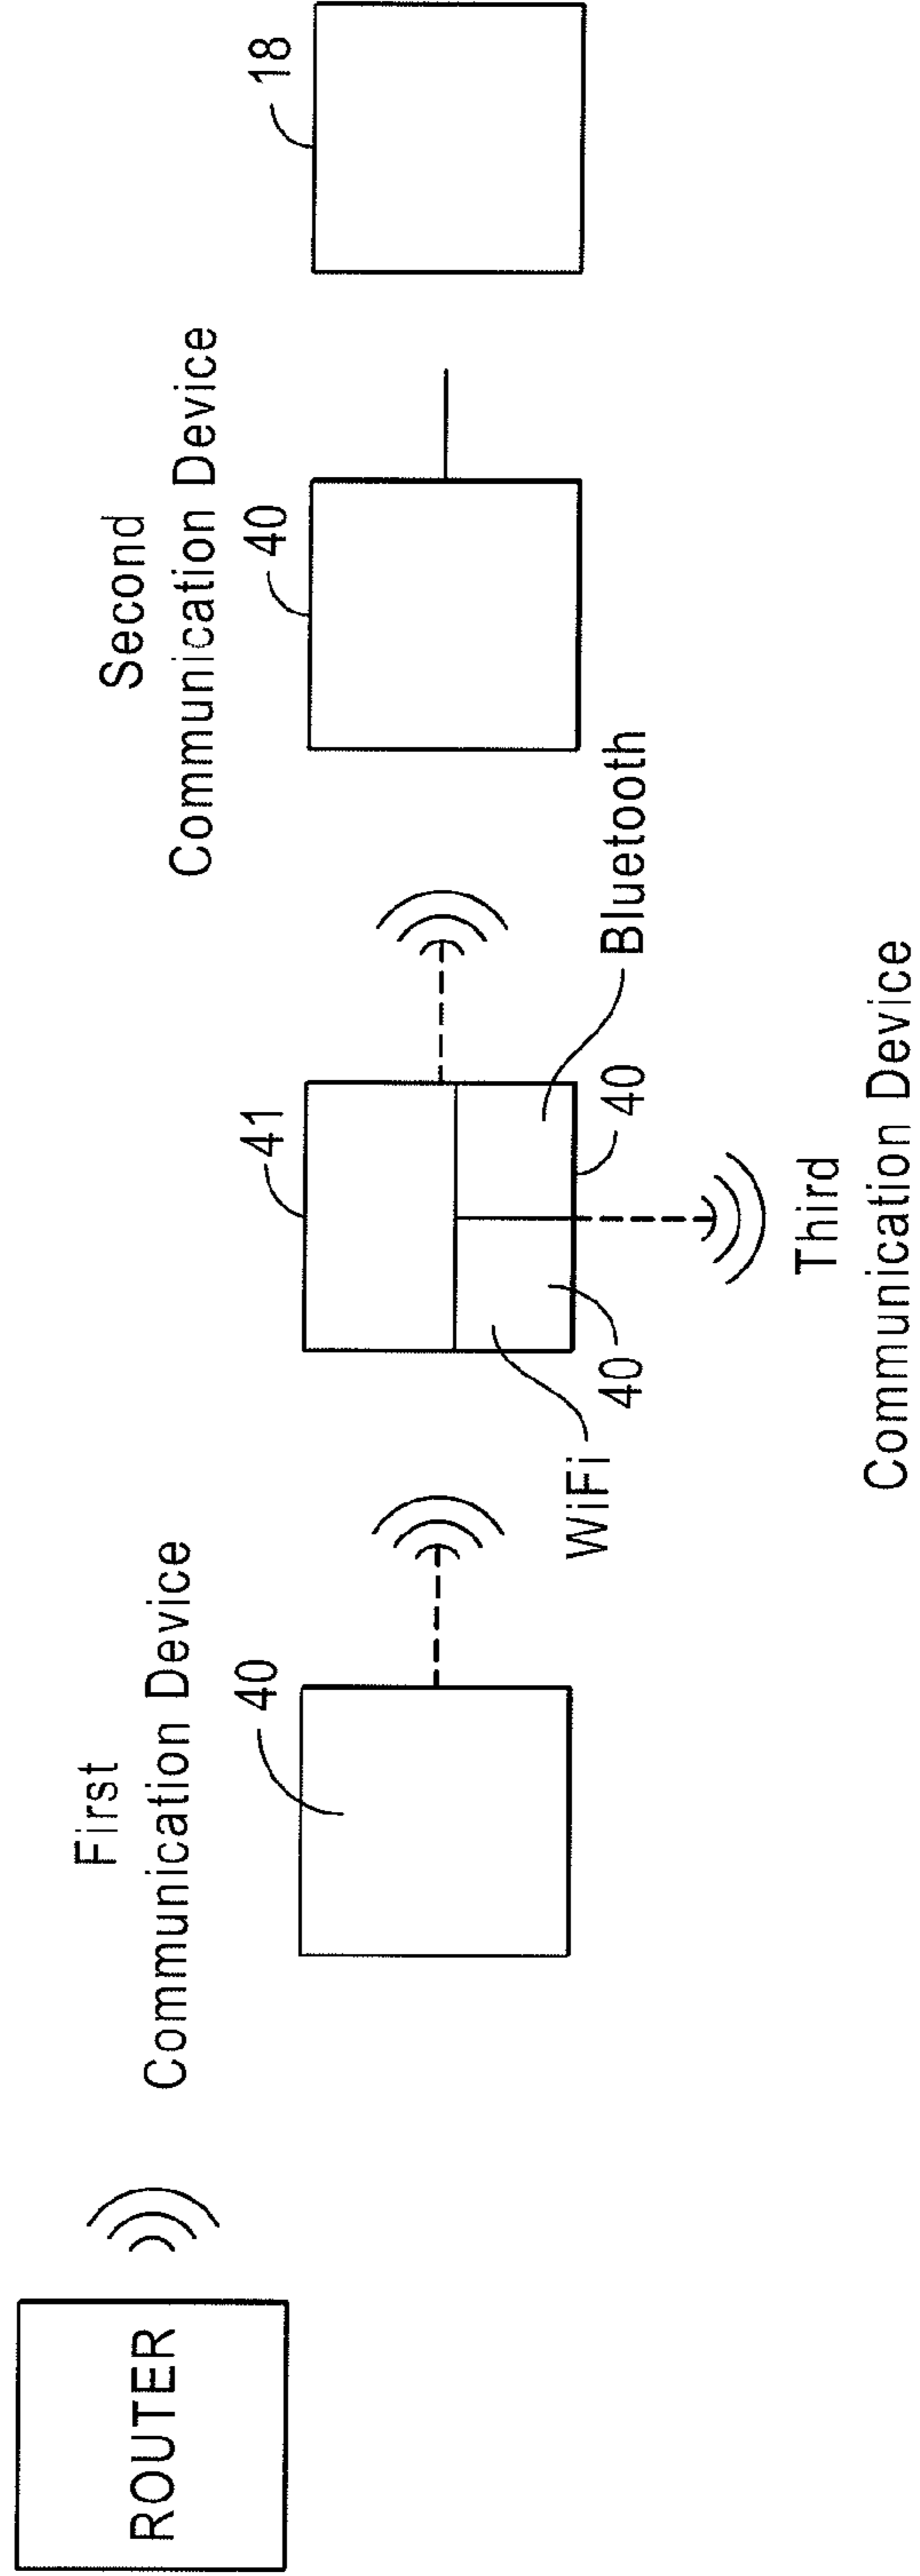 ROUTER
First
Communication Device
40
WiFi
40
41
40
Bluetooth
Third
Communication Device
Second
Communication Device
40
18